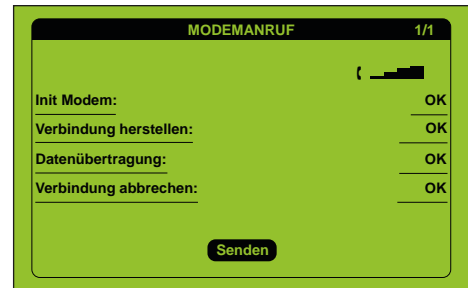 MODEMANRUF 1/1
Init Modem: OK
Verbindung herstellen: OK
Datenübertragung: OK
Verbindung abbrechen: OK
Senden